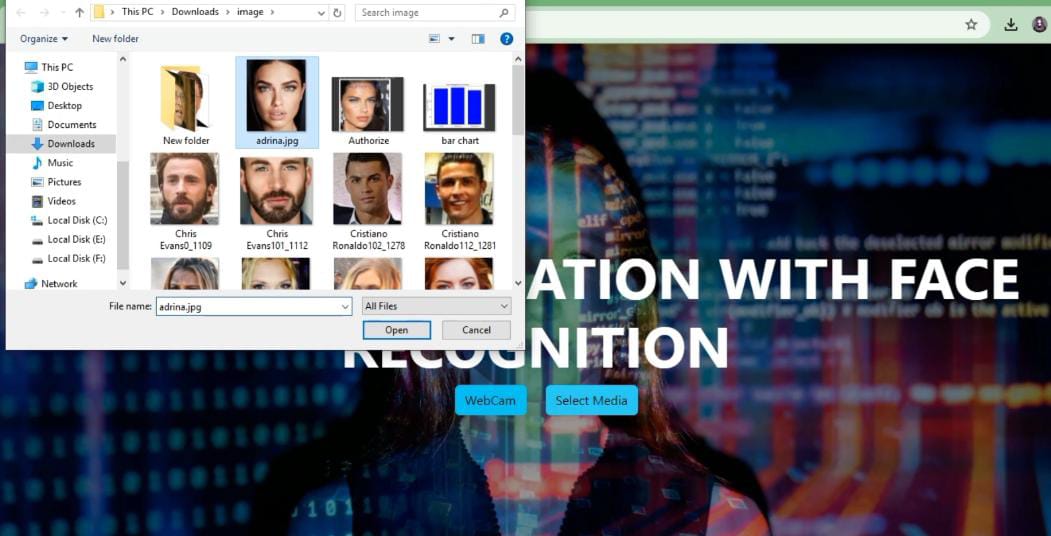 This PC > Downloads > image >
Search image
Organize
New folder
This PC
3D Objects
Desktop
Documents
Downloads
Music
Pictures
Videos
Local Disk (C:)
Local Disk (E:)
Local Disk (F:)
Network
New folder
adrina.jpg
Authorize
bar chart
Chris
Evans0_1109
Chris
Evans101_1112
Cristiano
Ronaldo102_1278
Cristiano
Ronaldo112_1281
File name:
adrina.jpg
All Files
Open
Cancel
ATION WITH FACE
RECOGNITION
WebCam
Select Media